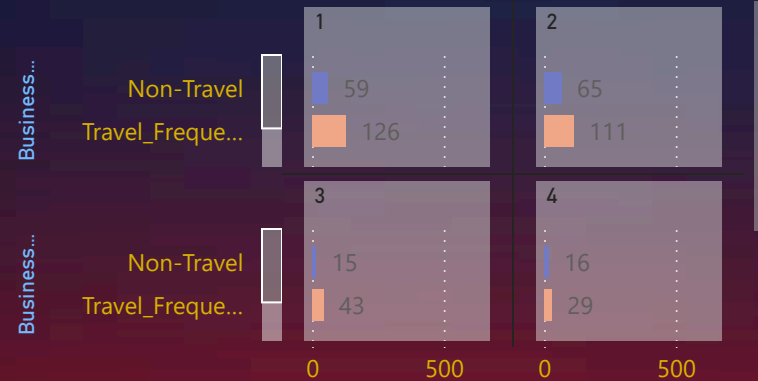 1
2
Business...
Non-Travel
59
65
Travel_Freque...
126
111
3
4
Business...
Non-Travel
15
16
Travel_Freque...
43
29
0
500
0
500